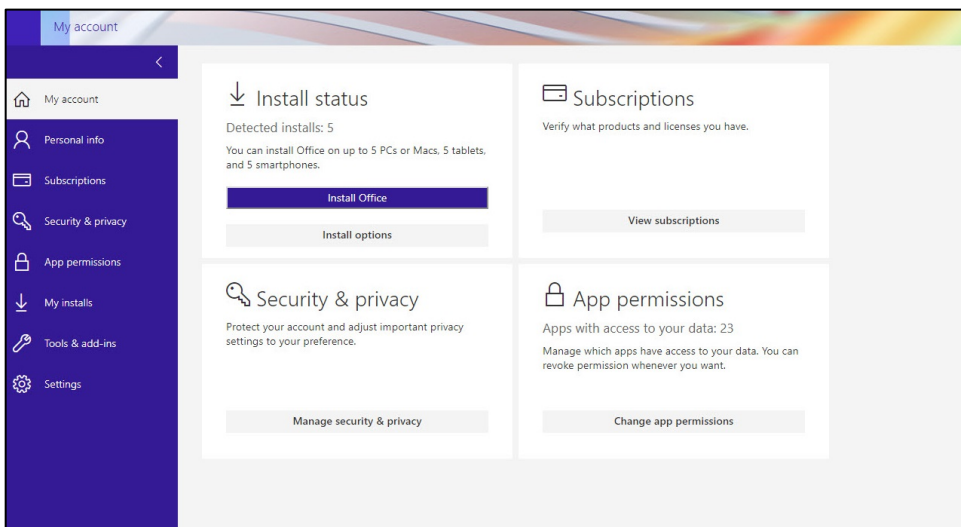 My account
My account
Personal info
Subscriptions
Security & privacy
App permissions
My installs
Tools & add-ins
Settings
Install status
Detected installs: 5
You can install Office on up to 5 PCs or Macs, 5 tablets,
and 5 smartphones.
Install Office
Install options
Subscriptions
Verify what products and licenses you have.
View subscriptions
Security & privacy
Protect your account and adjust important privacy
settings to your preference.
Manage security & privacy
App permissions
Apps with access to your data: 23
Manage which apps have access to your data. You can
revoke permission whenever you want.
Change app permissions